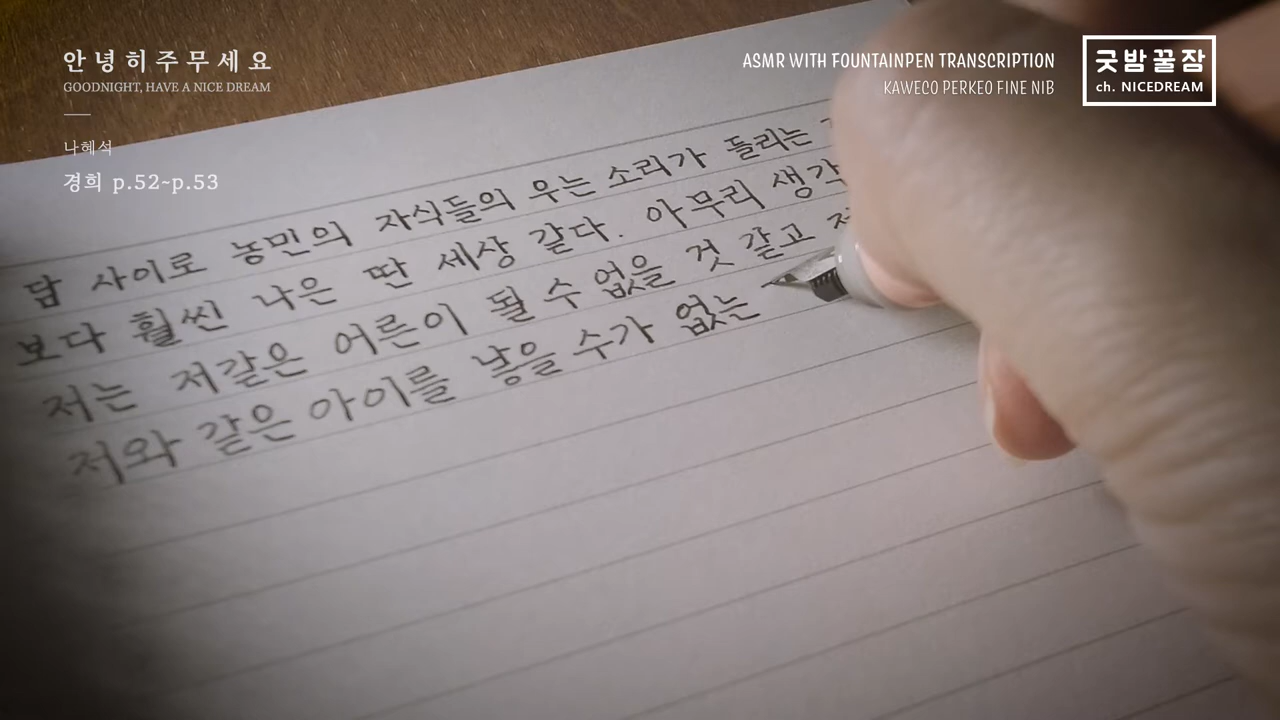 안녕히주무세요
GOODNIGHT, HAVE A NICE DREAM
나혜석
경희 p.52~p.53
ASMR WITH FOUNTAINPEN TRANSCRIPTION
KAWECO PERKEO FINE NIB
굿밤꿀잠
ch. NICEDREAM
담 사이로 농민의 자식들의 우는 소리가 들리는
보다 훨씬 나은 딴 세상 같다. 아무리 생각
저는 저같은 어른이 될 수 없을 것 같고
저와 같은 아이를 낳을 수가 없는